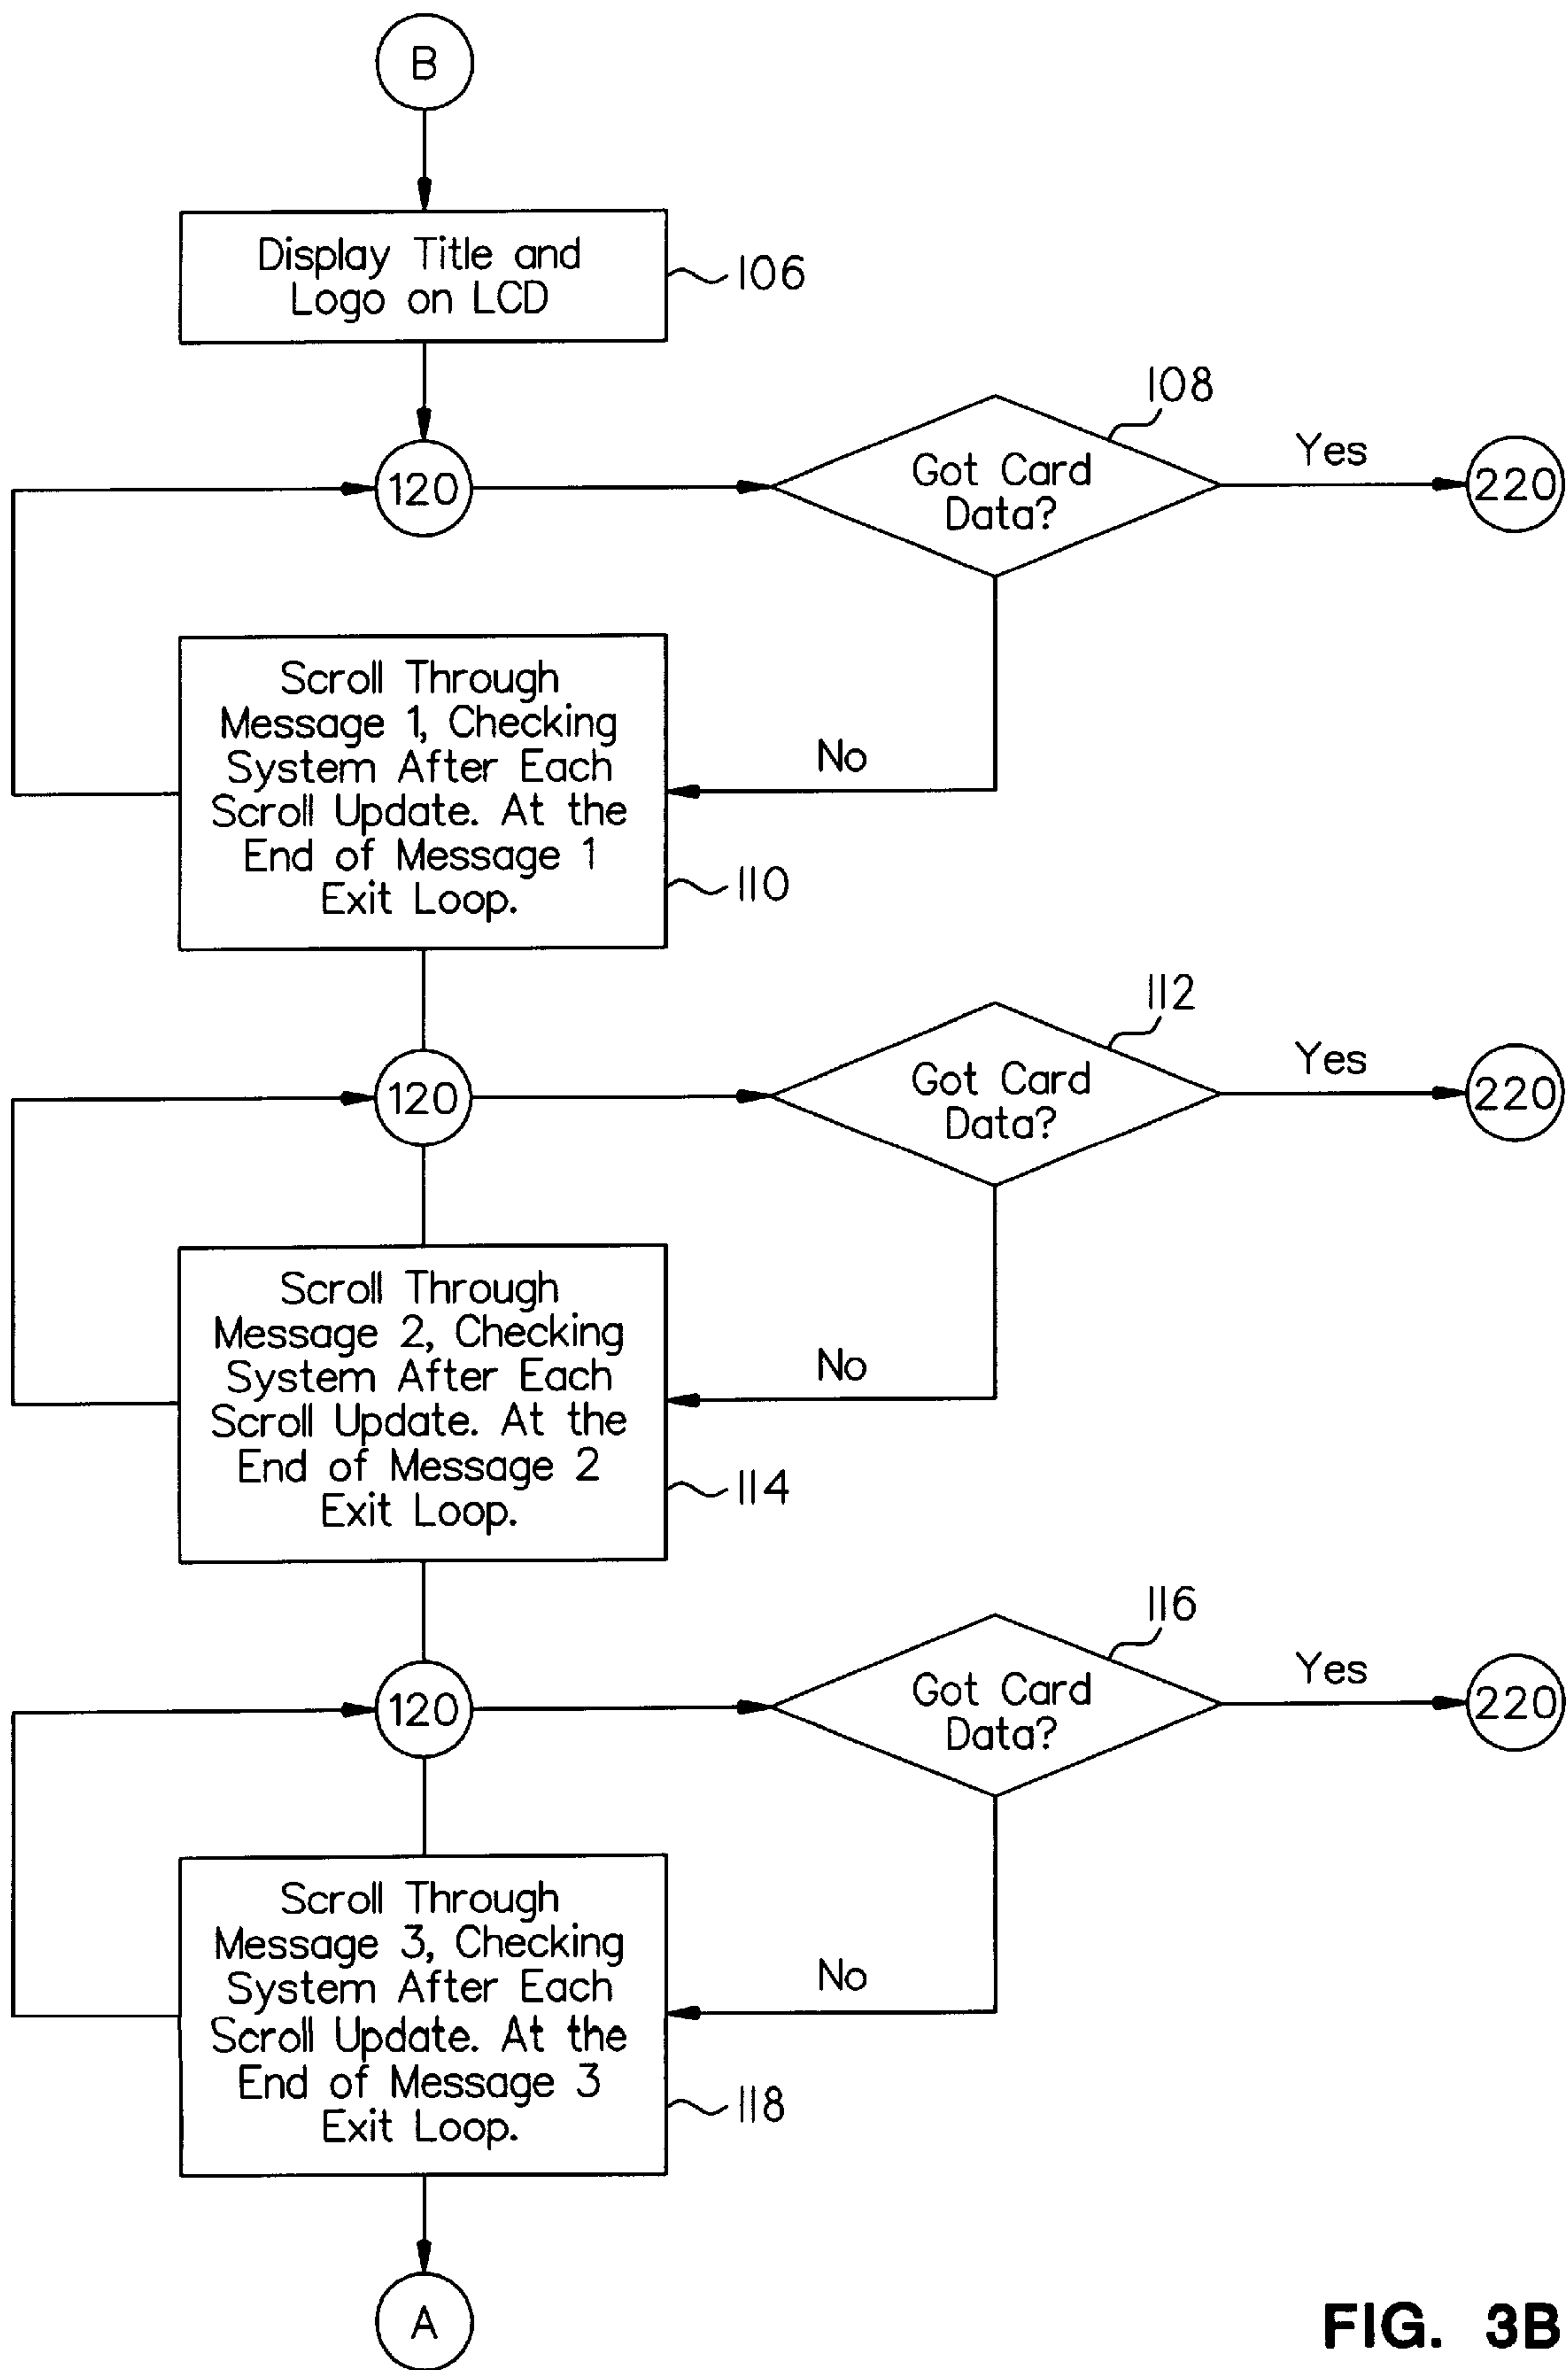 B
Display Title and
Logo on LCD
106
108
120
Got Card
Data?
Yes
220
Scroll Through
Message 1, Checking
System After Each
Scroll Update. At the
End of Message 1
Exit Loop.
No
110
112
120
Got Card
Data?
Yes
220
Scroll Through
Message 2, Checking
System After Each
Scroll Update. At the
End of Message 2
Exit Loop.
No
114
116
120
Got Card
Data?
Yes
220
Scroll Through
Message 3, Checking
System After Each
Scroll Update. At the
End of Message 3
Exit Loop.
No
118
A
FIG. 3B